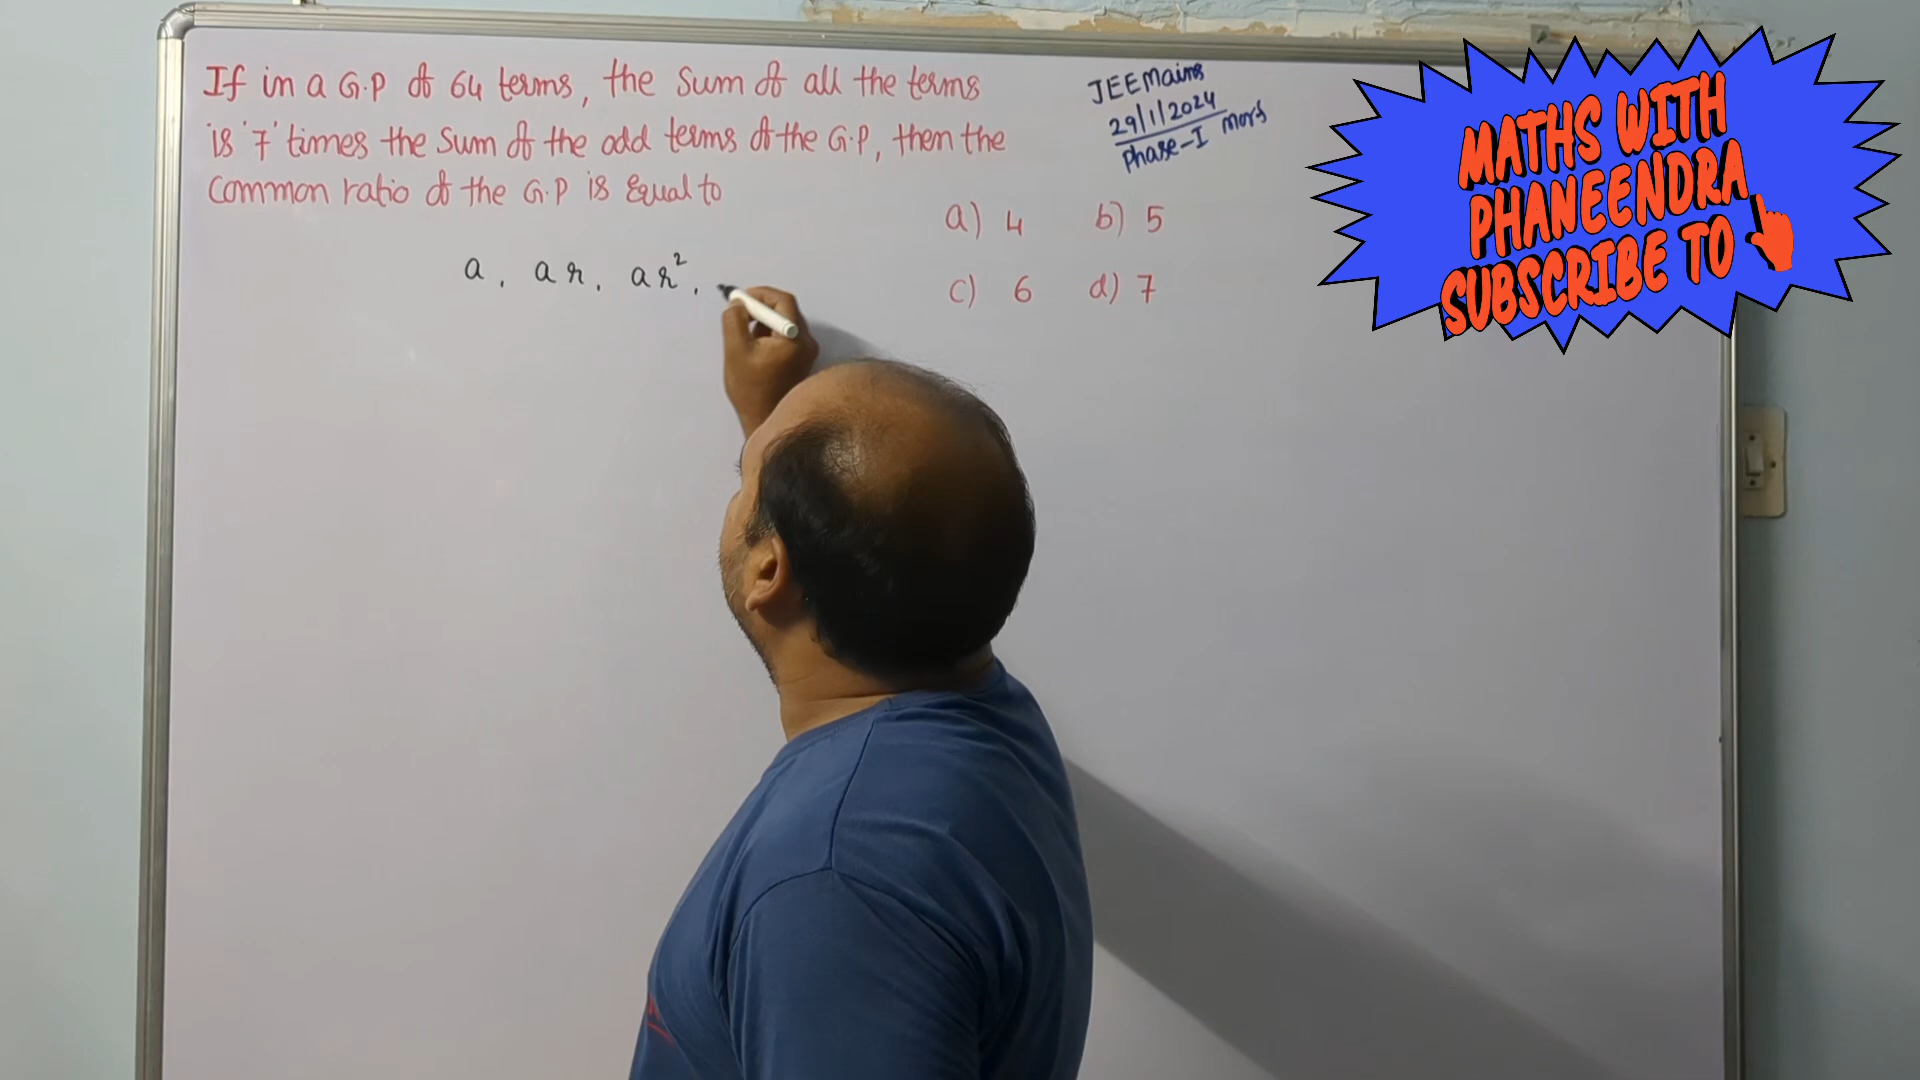 If in a G.P of 64 terms, the sum of all the terms
is '7' times the sum of the odd terms of the G.P, then the
common ratio of the G.P is Equal to
JEE Mains
29/1/2024
Phase-I Mors
a) 4 b) 5
c) 6 d) 7
a, ar, ar²,
MATHS WITH
PHANEENDRA
SUBSCRIBE TO